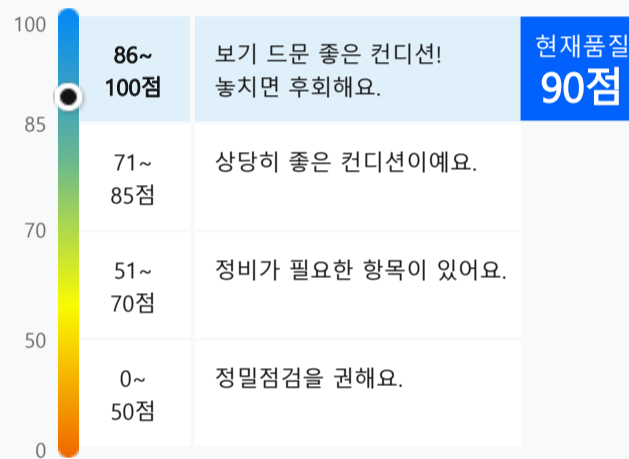 100
86~
100점
보기 드문 좋은 컨디션!
놓치면 후회해요.
현재품질
90점
85
71~
85점
상당히 좋은 컨디션이예요.
70
51~
70점
정비가 필요한 항목이 있어요.
50
0~
50점
정밀점검을 권해요.
0